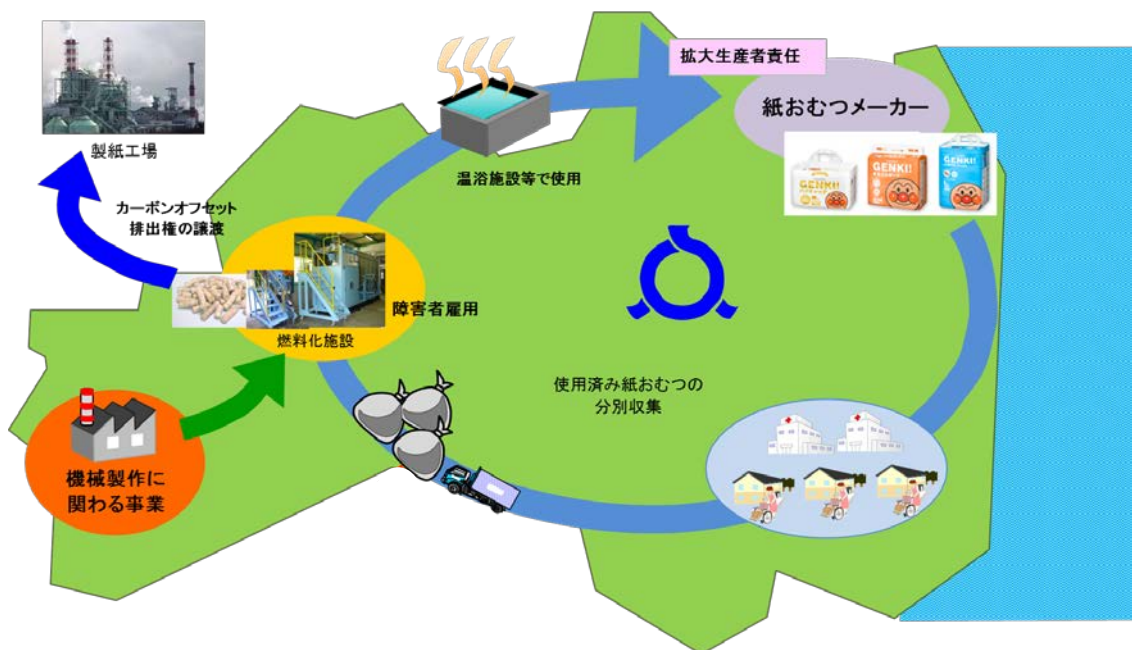 拡大生産者責任
紙おむつメーカー
GENKI!
GENKI!
GENKI!
製紙工場
温浴施設等で使用
カーボンオフセット
排出権の譲渡
障害者雇用
燃料化施設
使用済み紙おむつの
分別収集
機械製作に
関わる事業